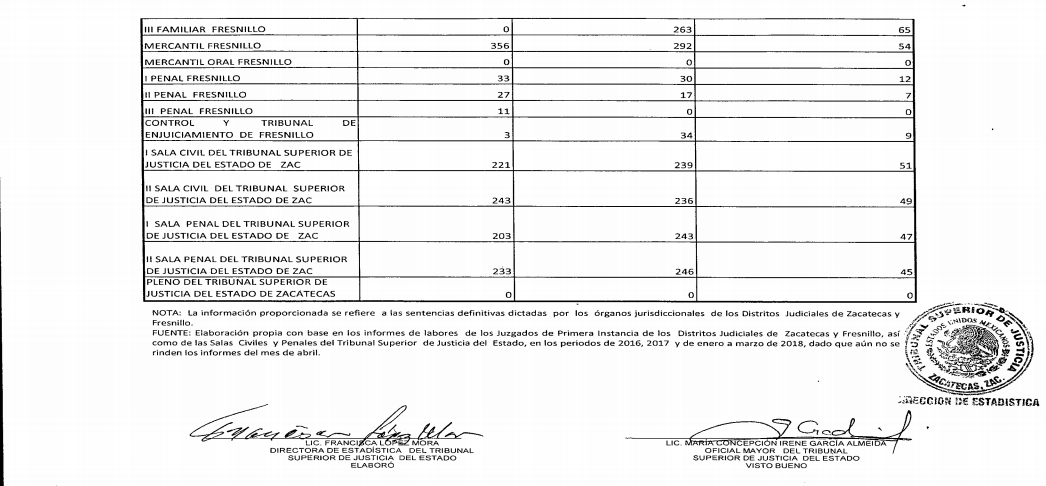 III FAMILIAR FRESNILLO 0 263 65
MERCANTIL FRESNILLO 356 292 54
MERCANTIL ORAL FRESNILLO 0 0 0
I PENAL FRESNILLO 33 30 12
II PENAL FRESNILLO 27 17 7
III PENAL FRESNILLO 11 0 0
CONTROL Y TRIBUNAL DE
ENJUICIAMIENTO DE FRESNILLO 3 34 9
I SALA CIVIL DEL TRIBUNAL SUPERIOR DE
JUSTICIA DEL ESTADO DE ZAC 221 239 51
II SALA CIVIL DEL TRIBUNAL SUPERIOR
DE JUSTICIA DEL ESTADO DE ZAC 243 236 49
I SALA PENAL DEL TRIBUNAL SUPERIOR
DE JUSTICIA DEL ESTADO DE ZAC 203 243 47
II SALA PENAL DEL TRIBUNAL SUPERIOR
DE JUSTICIA DEL ESTADO DE ZAC 233 246 45
PLENO DEL TRIBUNAL SUPERIOR DE
JUSTICIA DEL ESTADO DE ZACATECAS 0 0 0
NOTA: La información proporcionada se refiere a las sentencias definitivas dictadas por los órganos jurisdiccionales de los Distritos Judiciales de Zacatecas y
Fresnillo.
FUENTE: Elaboración propia con base en los informes de labores de los Juzgados de Primera Instancia de los Distritos Judiciales de Zacatecas y Fresnillo, así
como de las Salas Civiles y Penales del Tribunal Superior de Justicia del Estado, en los periodos de 2016, 2017 y de enero a marzo de 2018, dado que aún no se
rinden los informes del mes de abril.
TRIBUNAL SUPERIOR DE JUSTICIA
ESTADOS UNIDOS MEXICANOS
ZACATECAS, ZAC.
DIRECCION DE ESTADISTICA
LIC. FRANCISCA LÓPEZ MORA
DIRECTORA DE ESTADÍSTICA DEL TRIBUNAL
SUPERIOR DE JUSTICIA DEL ESTADO
ELABORÓ
LIC. MARÍA CONCEPCIÓN IRENE GARCÍA ALMEIDA
OFICIAL MAYOR DEL TRIBUNAL
SUPERIOR DE JUSTICIA DEL ESTADO
VISTO BUENO